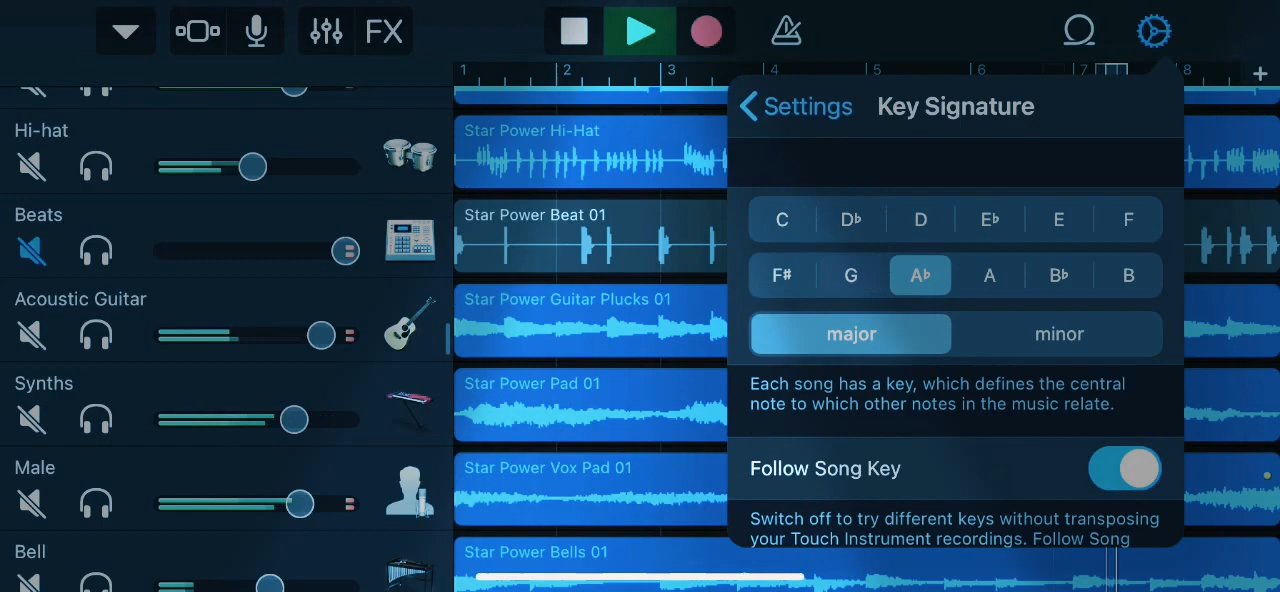 FX
1 2 3 4 5 6 7 8 +
Settings Key Signature
Hi-hat
Star Power Hi-Hat
Beats
Star Power Beat 01
C D♭ D E♭ E F
F# G A♭ A B♭ B
Acoustic Guitar
Star Power Guitar Plucks 01
major minor
Synths
Star Power Pad 01
Each song has a key, which defines the central
note to which other notes in the music relate.
Male
Star Power Vox Pad 01
Follow Song Key
Switch off to try different keys without transposing
your Touch Instrument recordings. Follow Song
Bell
Star Power Bells 01